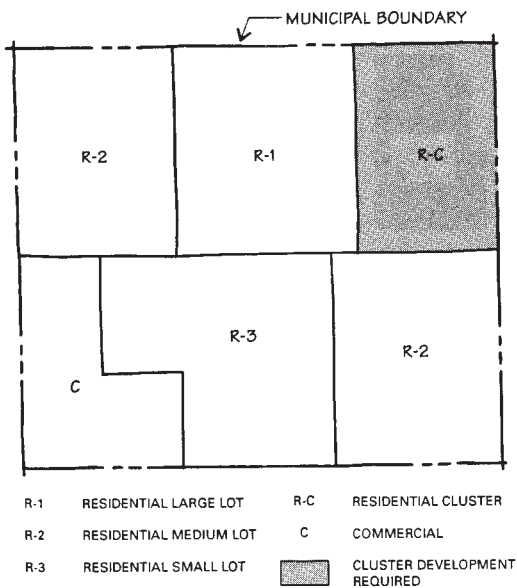 MUNICIPAL BOUNDARY
R-2
R-1
R-C
R-3
R-2
C
R-1 RESIDENTIAL LARGE LOT
R-C RESIDENTIAL CLUSTER
R-2 RESIDENTIAL MEDIUM LOT
C COMMERCIAL
R-3 RESIDENTIAL SMALL LOT
CLUSTER DEVELOPMENT
REQUIRED